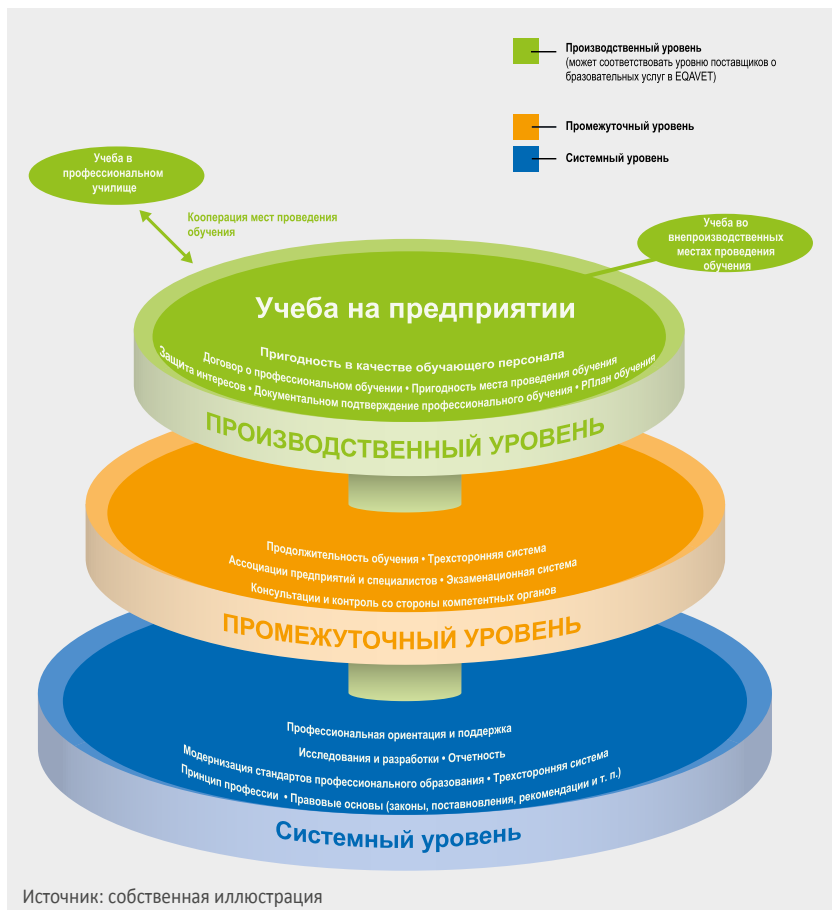 Производственный уровень
(может соответствовать уровню поставщиков о
бразовательных услуг в EQAVET)
Промежуточный уровень
Системный уровень
Учеба в
профессиональном
училище
Кооперация мест проведения
обучения
Учеба во
внепроизводственных
местах проведения
обучения
Учеба на предприятии
Пригодность в качестве обучающего персонала
Договор о профессиональном обучении • Пригодность места проведения обучения
Защита интересов • Документальном подтверждение профессионального обучения • РПлан обучения
ПРОИЗВОДСТВЕННЫЙ УРОВЕНЬ
Продолжительность обучения • Трехсторонняя система
Ассоциации предприятий и специалистов • Экзаменационная система
Консультации и контроль со стороны компетентных органов
ПРОМЕЖУТОЧНЫЙ УРОВЕНЬ
Профессиональная ориентация и поддержка
Исследования и разработки • Отчетность
Модернизация стандартов профессионального образования • Трехсторонняя система
Принцип профессии • Правовые основы (законы, поставновления, рекомендации и т. п.)
Системный уровень
Источник: собственная иллюстрация